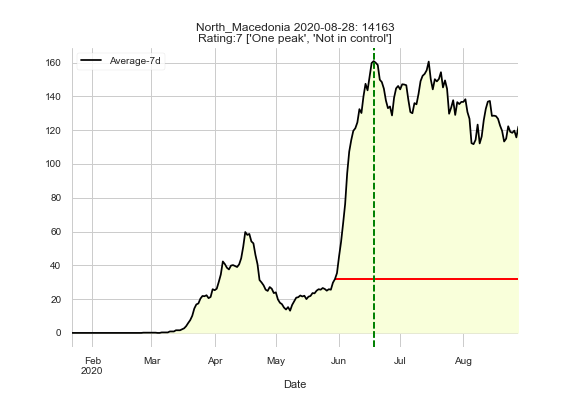 North_Macedonia 2020-08-28: 14163
Rating:7 ['One peak', 'Not in control']
Average-7d
160
140
120
100
80
60
40
20
0
Feb Mar Apr May Jun Jul Aug
2020
Date